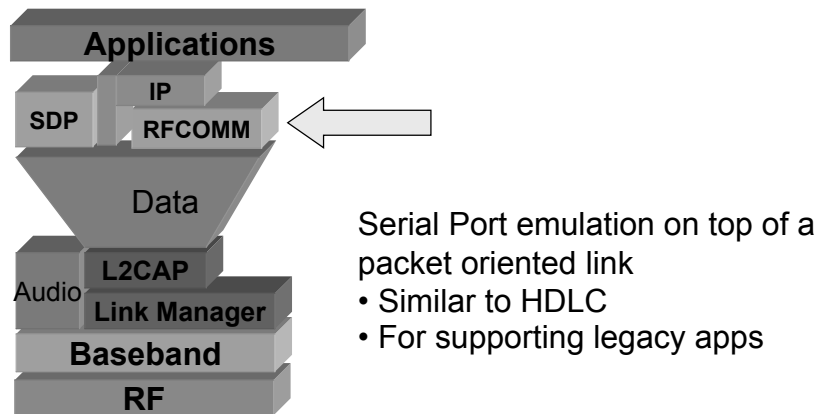 Applications
IP
SDP
RFCOMM
Data
Serial Port emulation on top of a
packet oriented link
• Similar to HDLC
• For supporting legacy apps
L2CAP
Audio
Link Manager
Baseband
RF